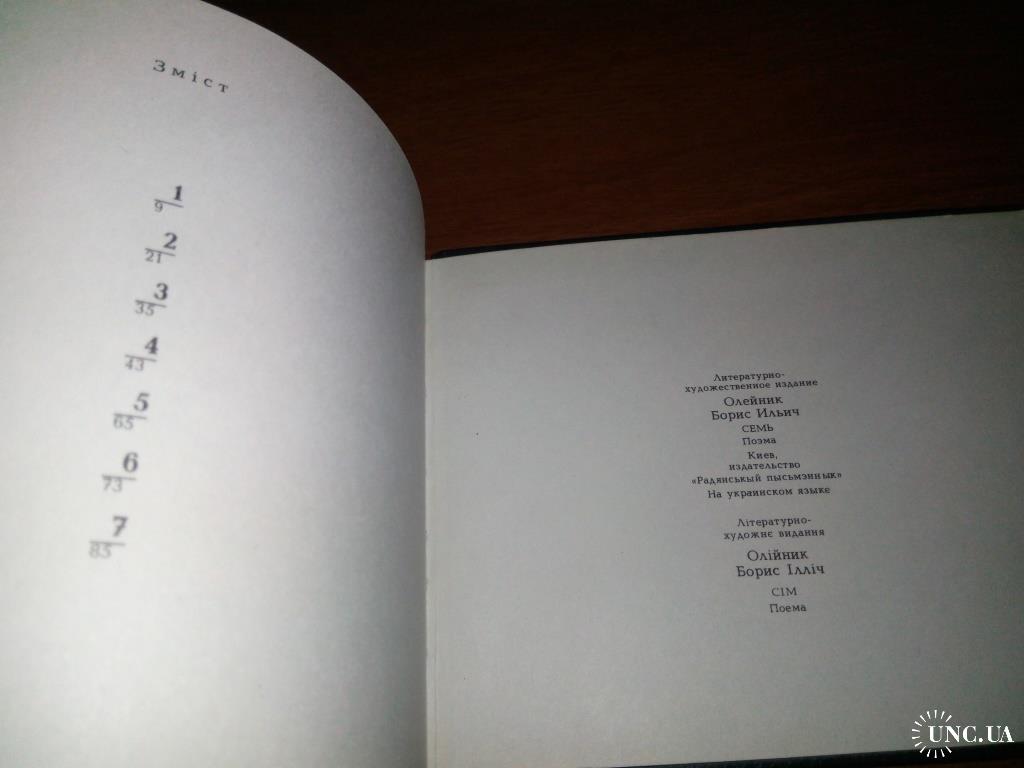 Зміст
1
9
2
21
3
35
4
43
5
65
6
73
7
83
Литературно-
художественное издание
Олейник
Борис Ильич
СЕМЬ
Поэма
Киев,
издательство
«Радянськый пысьмэннык»
На украинском языке
Літературно-
художнє видання
Олійник
Борис Ілліч
СІМ
Поема
UNC.UA